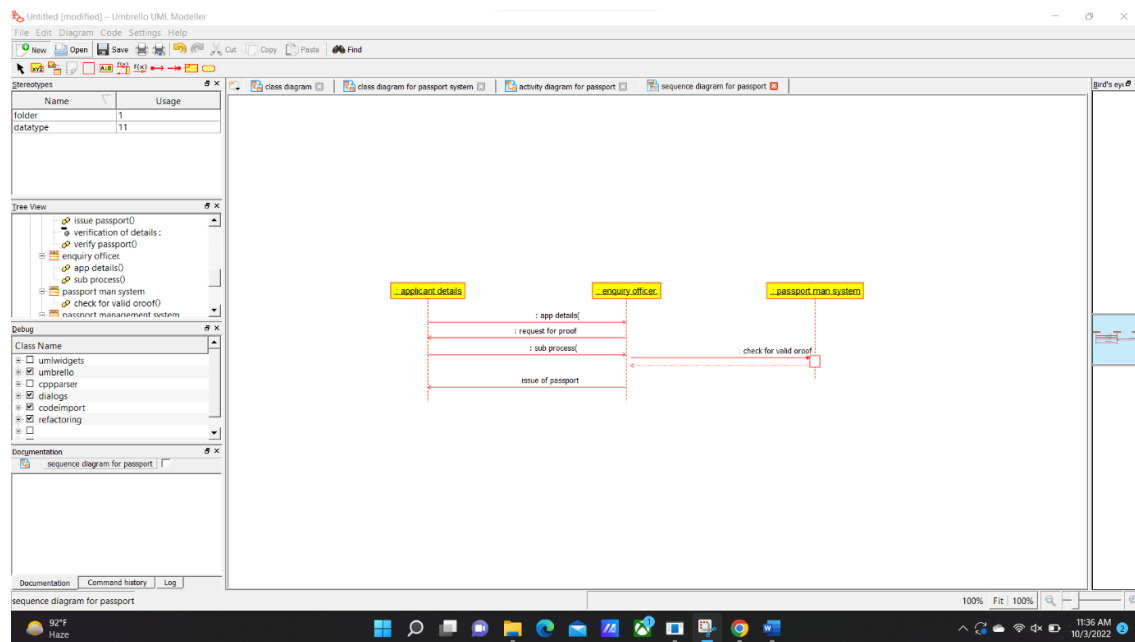 Untitled [modified] – Umbrello UML Modeller
File Edit Diagram Code Settings Help
New Open Save Cut Copy Paste Find
Stereotypes
Name Usage
folder 1
datatype 11
Tree View
issue passport()
verification of details :
verify passport()
enquiry officer.
app details()
sub process()
passport man system
check for valid oroof()
passport management system
Debug
Class Name
umlwidgets
umbrello
cppparser
dialogs
codeimport
refactoring
Documentation
sequence diagram for passport
Documentation Command history Log
class diagram class diagram for passport system activity diagram for passport sequence diagram for passport
Bird's eye
: applicant details : enquiry officer. : passport man system
: app details(
: request for proof
: sub process(
: check for valid oroof
issue of passport
sequence diagram for passport
100% Fit 100%
92°F
Haze
11:36 AM
10/3/2022
2